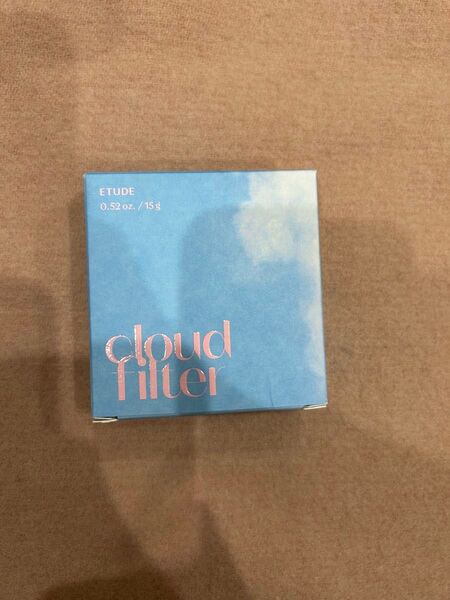 ETUDE
0.52 oz. / 15 g
cloud
filter